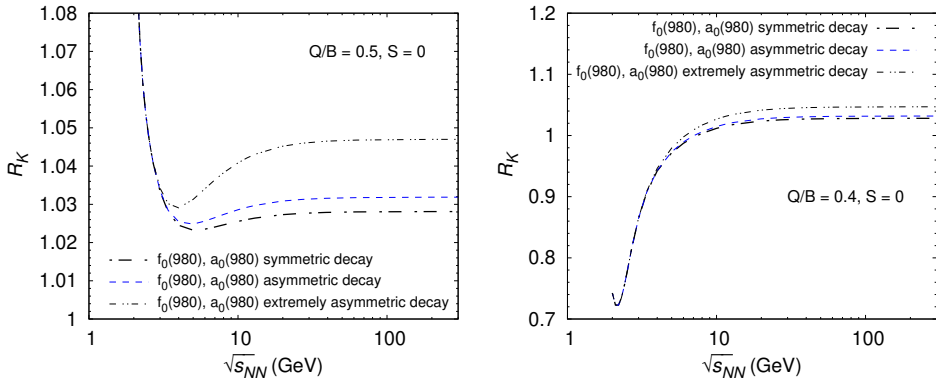 1.08
1.07
1.06
1.05
1.04
1.03
1.02
1.01
1
R_K
Q/B = 0.5, S = 0
f₀(980), a₀(980) symmetric decay
f₀(980), a₀(980) asymmetric decay
f₀(980), a₀(980) extremely asymmetric decay
1 10 100
√s_NN (GeV)
1.2
1.1
1
0.9
0.8
0.7
R_K
f₀(980), a₀(980) symmetric decay
f₀(980), a₀(980) asymmetric decay
f₀(980), a₀(980) extremely asymmetric decay
Q/B = 0.4, S = 0
1 10 100
√s_NN (GeV)